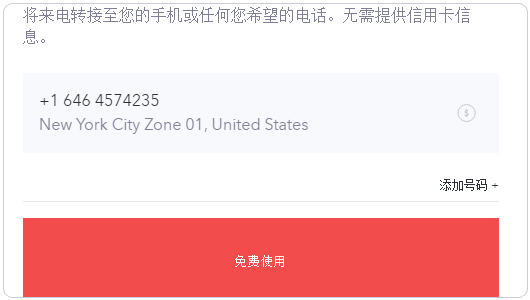 将来电转接至您的手机或任何您希望的电话。无需提供信用卡信
息。
+1 646 4574235
New York City Zone 01, United States
$
添加号码 +
免费使用